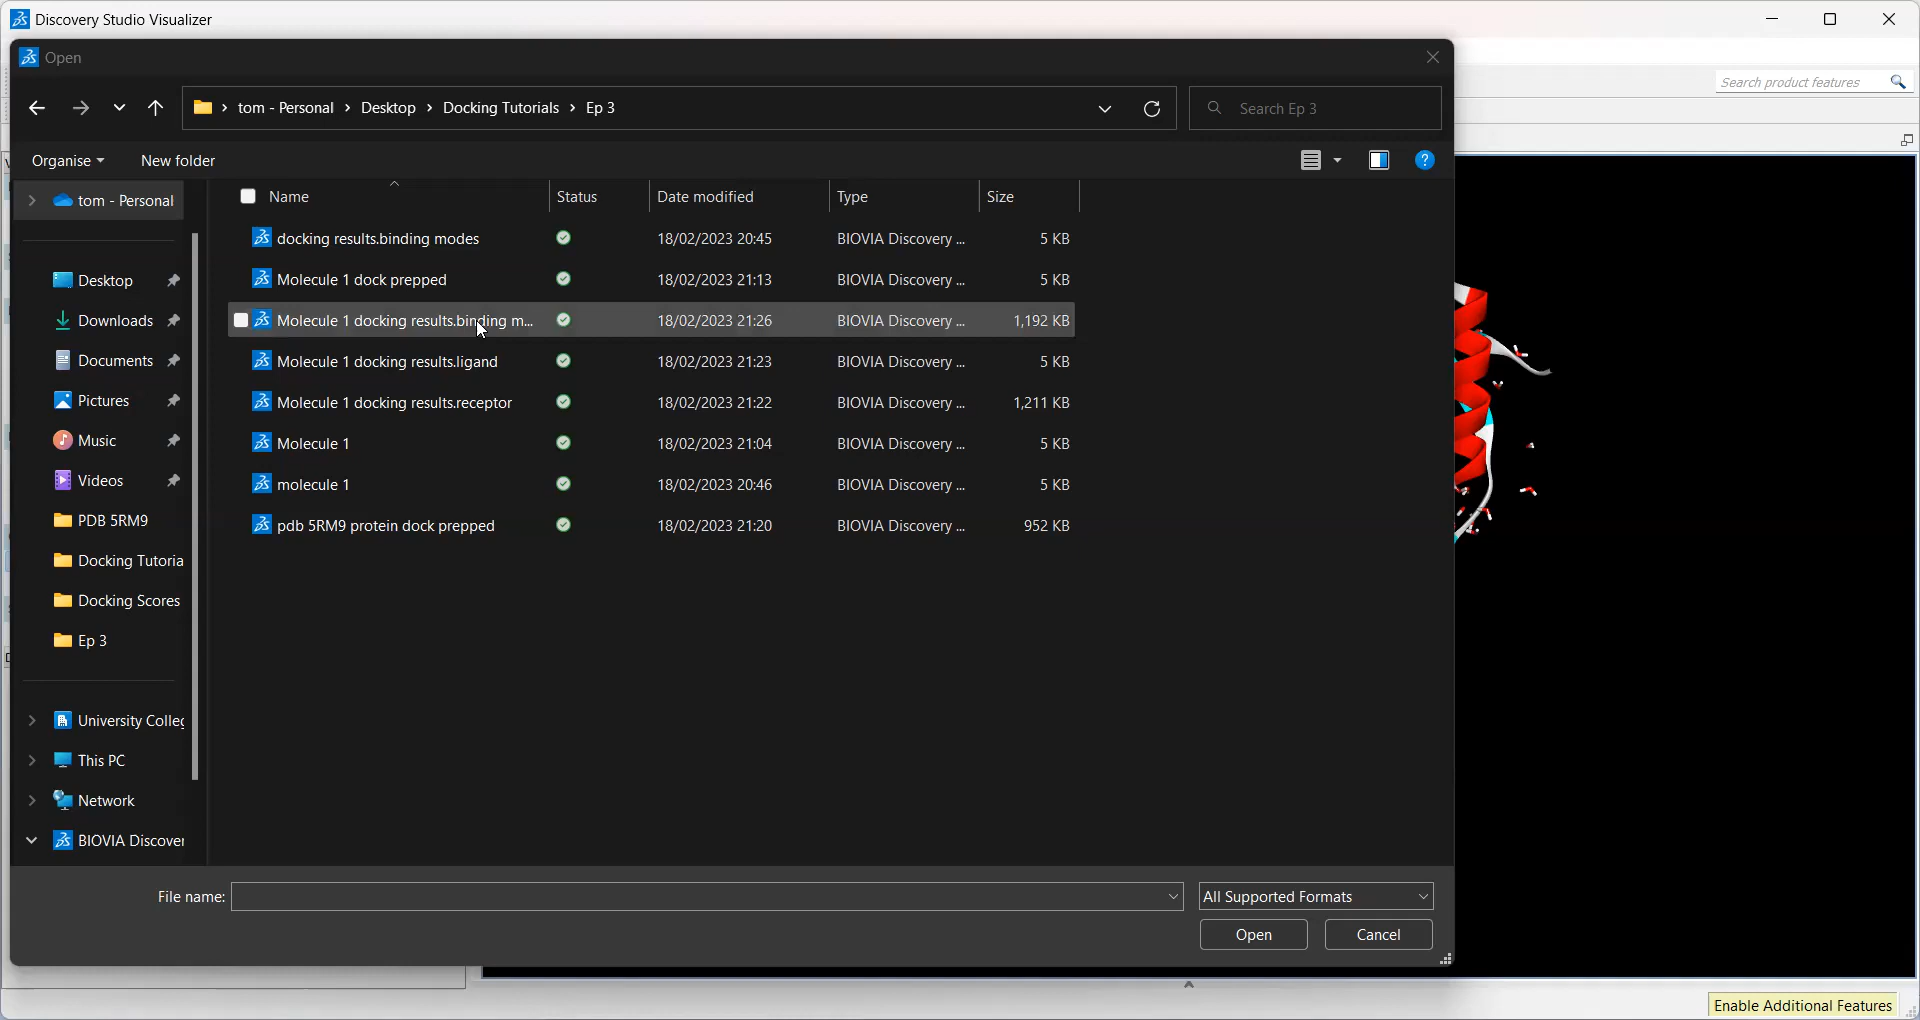 Discovery Studio Visualizer
Open
Search product features
tom - Personal > Desktop > Docking Tutorials > Ep 3
Search Ep 3
Organise New folder
tom - Personal
Name Status Date modified Type Size
docking results.binding modes 18/02/2023 20:45 BIOVIA Discovery ... 5 KB
Molecule 1 dock prepped 18/02/2023 21:13 BIOVIA Discovery ... 5 KB
Molecule 1 docking results.binding m... 18/02/2023 21:26 BIOVIA Discovery ... 1,192 KB
Molecule 1 docking results.ligand 18/02/2023 21:23 BIOVIA Discovery ... 5 KB
Molecule 1 docking results.receptor 18/02/2023 21:22 BIOVIA Discovery ... 1,211 KB
Molecule 1 18/02/2023 21:04 BIOVIA Discovery ... 5 KB
molecule 1 18/02/2023 20:46 BIOVIA Discovery ... 5 KB
pdb 5RM9 protein dock prepped 18/02/2023 21:20 BIOVIA Discovery ... 952 KB
Desktop
Downloads
Documents
Pictures
Music
Videos
PDB 5RM9
Docking Tutoria
Docking Scores
Ep 3
University Colleg
This PC
Network
BIOVIA Discover
File name:
All Supported Formats
Open Cancel
Enable Additional Features